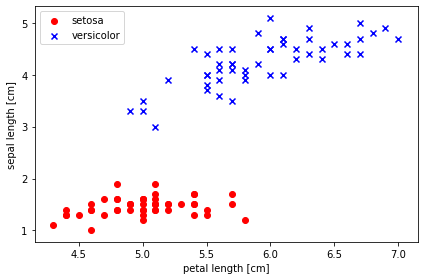 setosa
versicolor
5
4
3
2
1
sepal length [cm]
4.5 5.0 5.5 6.0 6.5 7.0
petal length [cm]